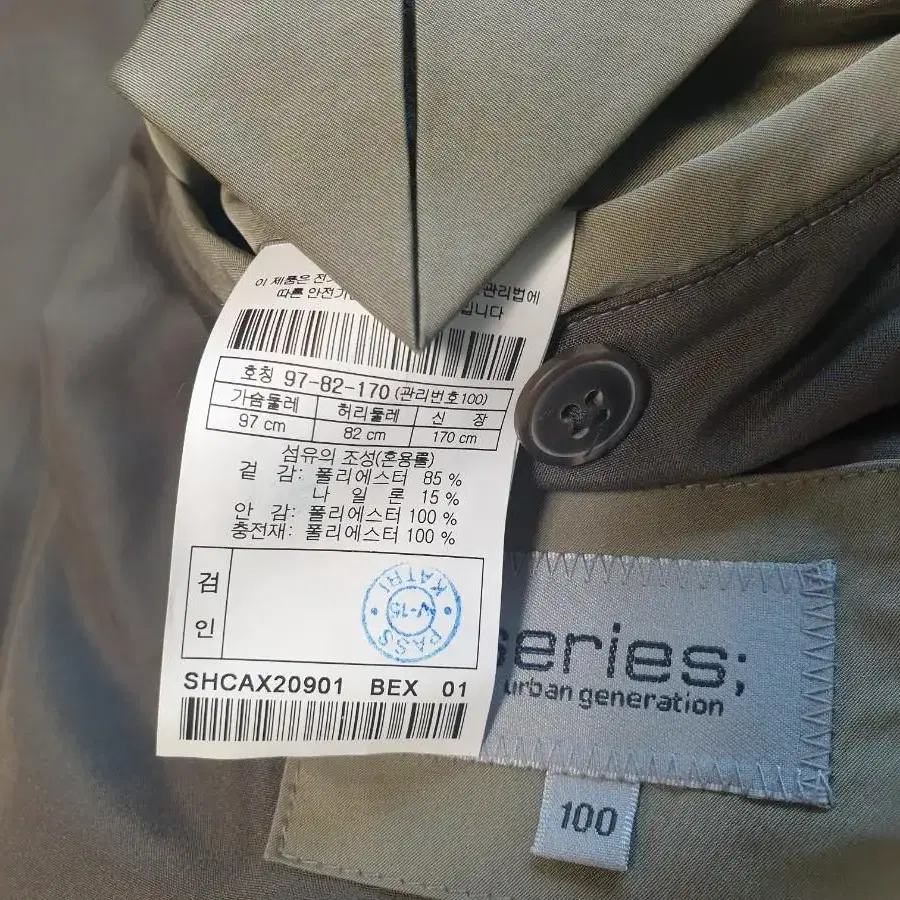 이 제품은 전기 관리법에
따른 안전기 입니다
호칭 97-82-170 (관리번호100)
가슴둘레 허리둘레 신 장
97 cm 82 cm 170 cm
섬유의 조성(혼용률)
겉 감: 폴리에스터 85 %
나 일 론 15 %
안 감: 폴리에스터 100 %
충전재: 폴리에스터 100 %
검
인
KATRI
V-15
PASS
SHCAX20901 BEX 01
series;
urban generation
100